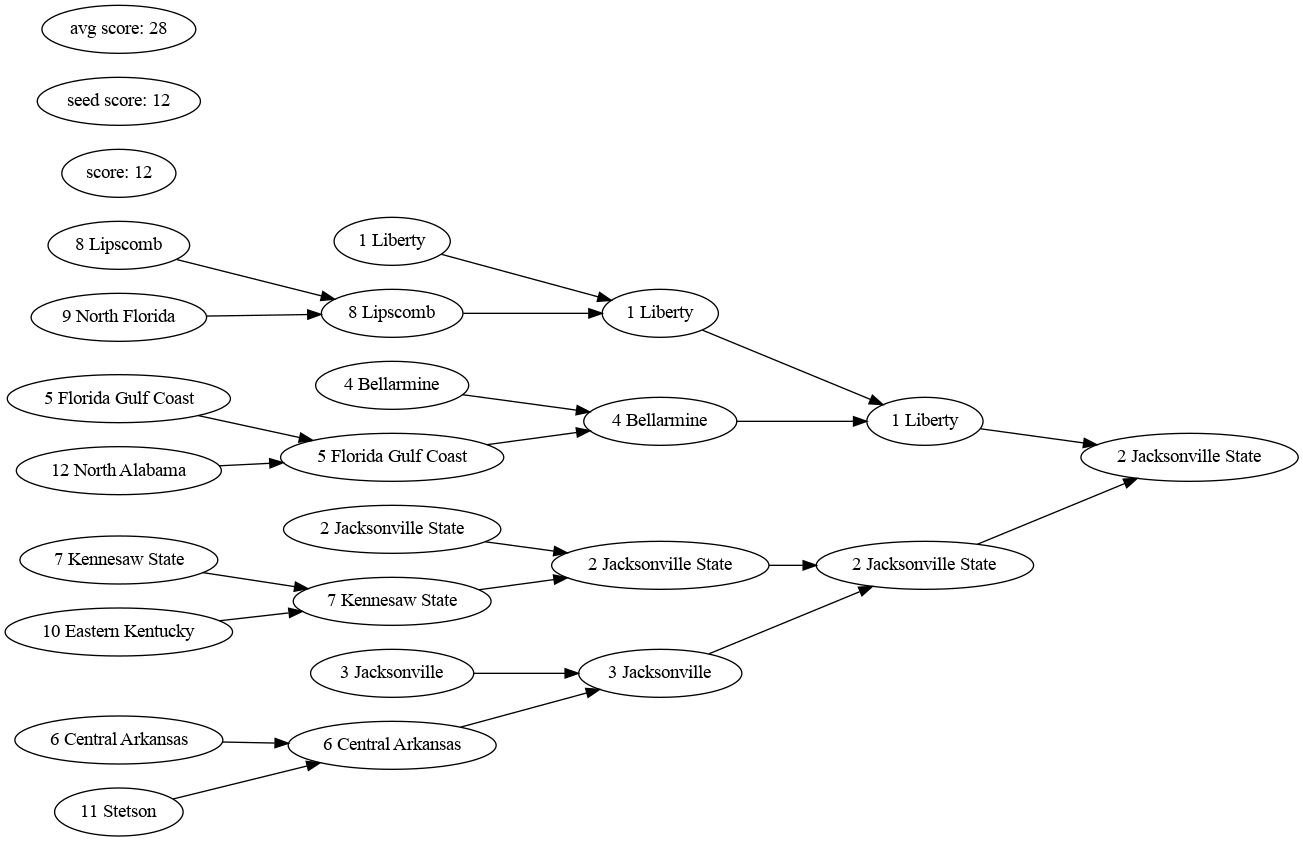 avg score: 28
seed score: 12
score: 12
8 Lipscomb
9 North Florida
5 Florida Gulf Coast
12 North Alabama
7 Kennesaw State
10 Eastern Kentucky
6 Central Arkansas
11 Stetson
1 Liberty
8 Lipscomb
4 Bellarmine
5 Florida Gulf Coast
2 Jacksonville State
7 Kennesaw State
3 Jacksonville
6 Central Arkansas
1 Liberty
4 Bellarmine
2 Jacksonville State
3 Jacksonville
1 Liberty
2 Jacksonville State
2 Jacksonville State